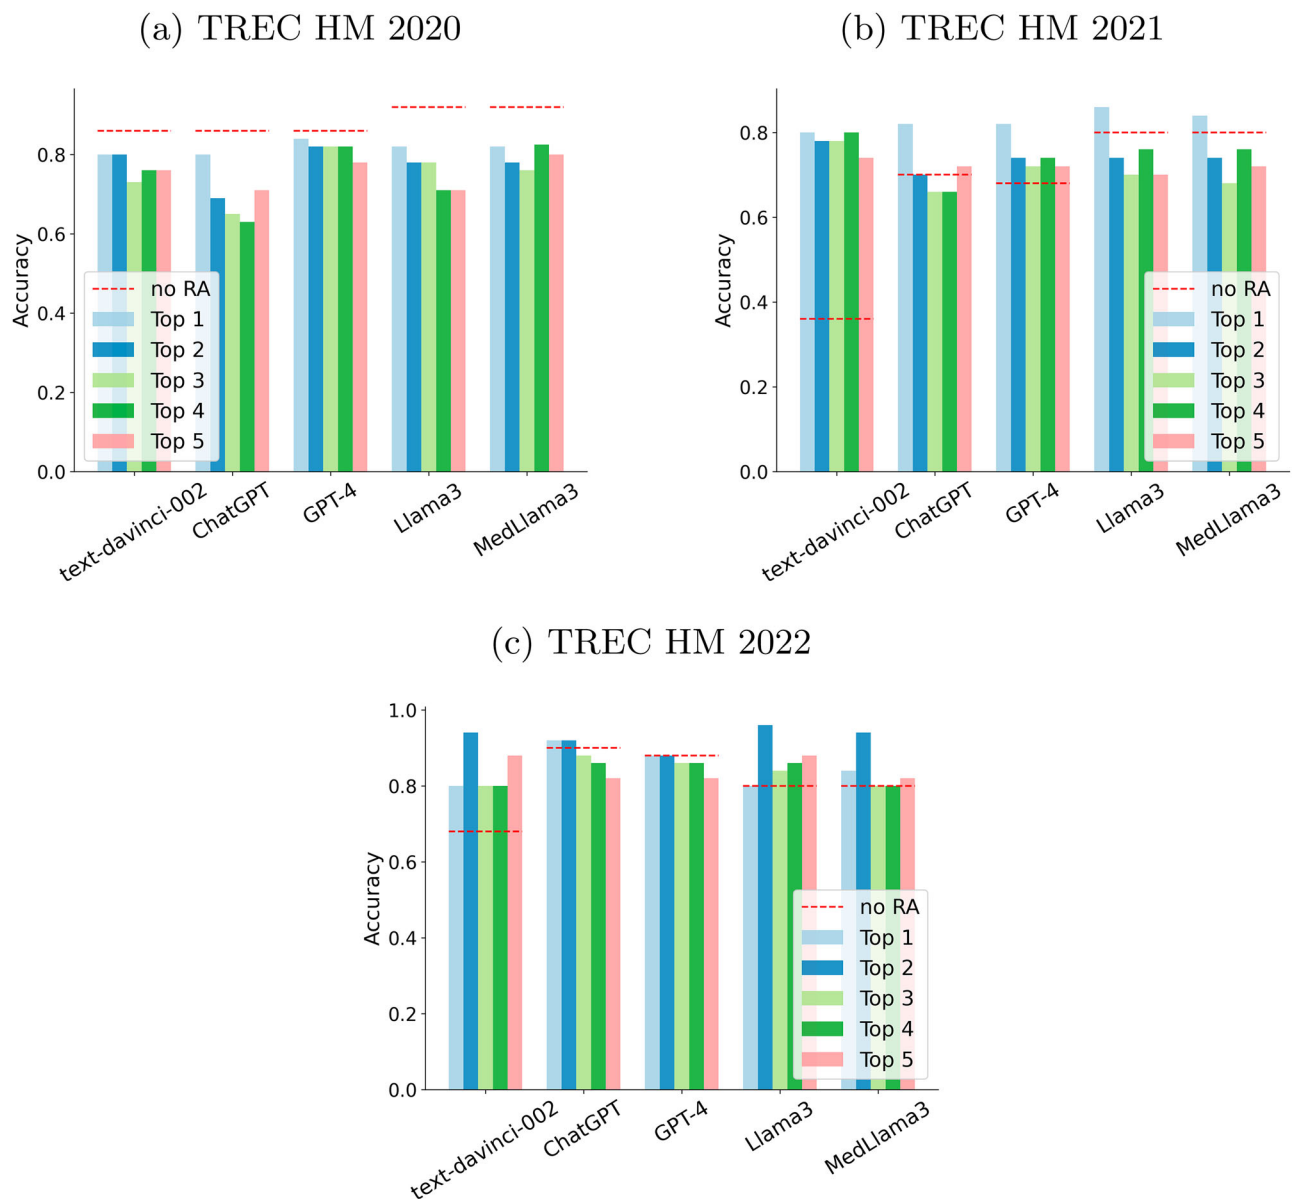 (a) TREC HM 2020
Accuracy
0.8
0.6
0.4
0.2
0.0
no RA
Top 1
Top 2
Top 3
Top 4
Top 5
text-davinci-002
ChatGPT
GPT-4
Llama3
MedLlama3
(b) TREC HM 2021
Accuracy
0.8
0.6
0.4
0.2
0.0
no RA
Top 1
Top 2
Top 3
Top 4
Top 5
text-davinci-002
ChatGPT
GPT-4
Llama3
MedLlama3
(c) TREC HM 2022
Accuracy
1.0
0.8
0.6
0.4
0.2
0.0
no RA
Top 1
Top 2
Top 3
Top 4
Top 5
text-davinci-002
ChatGPT
GPT-4
Llama3
MedLlama3